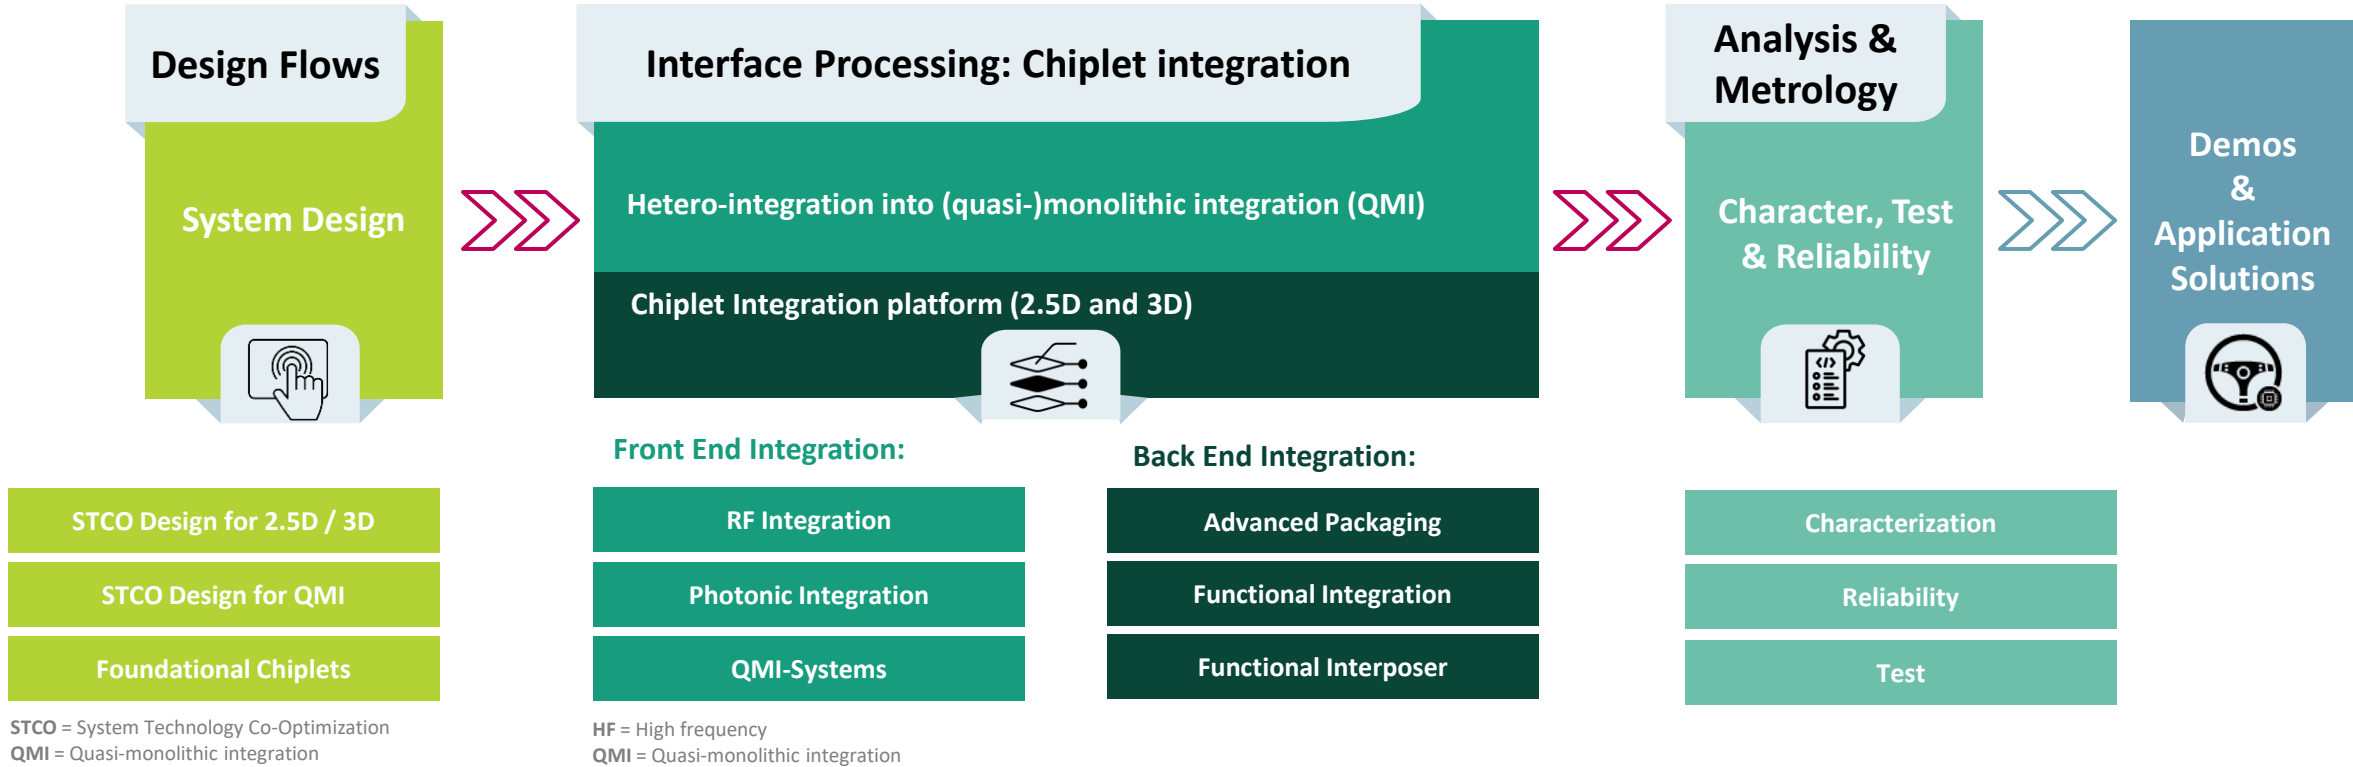 Design Flows
System Design
Interface Processing: Chiplet integration
Hetero-integration into (quasi-)monolithic integration (QMI)
Chiplet Integration platform (2.5D and 3D)
Analysis &
Metrology
Character., Test
& Reliability
Demos
&
Application
Solutions
STCO Design for 2.5D / 3D
STCO Design for QMI
Foundational Chiplets
STCO = System Technology Co-Optimization
QMI = Quasi-monolithic integration
Front End Integration:
RF Integration
Photonic Integration
QMI-Systems
HF = High frequency
QMI = Quasi-monolithic integration
Back End Integration:
Advanced Packaging
Functional Integration
Functional Interposer
Characterization
Reliability
Test